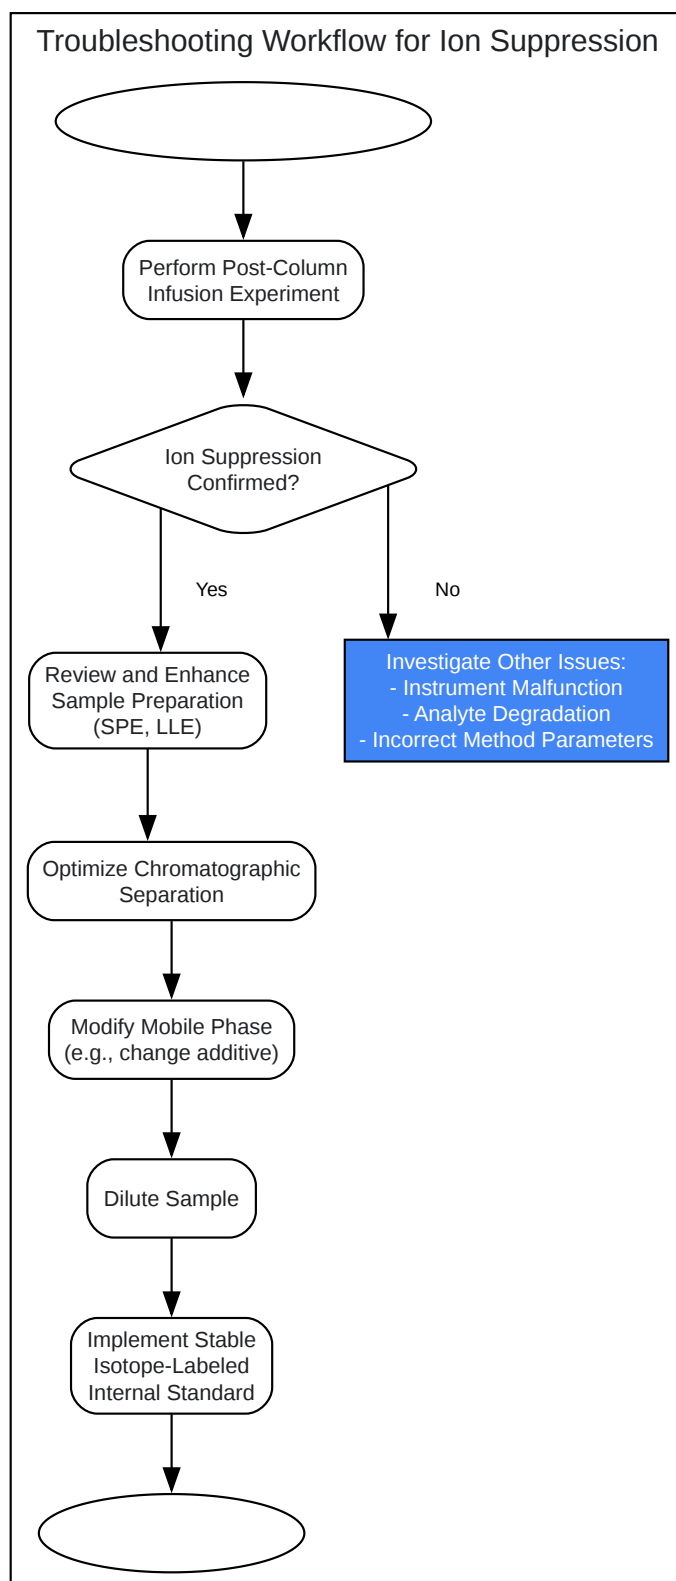 Troubleshooting Workflow for Ion Suppression
Perform Post-Column
Infusion Experiment
Ion Suppression
Confirmed?
Yes
No
Review and Enhance
Sample Preparation
(SPE, LLE)
Investigate Other Issues:
- Instrument Malfunction
- Analyte Degradation
- Incorrect Method Parameters
Optimize Chromatographic
Separation
Modify Mobile Phase
(e.g., change additive)
Dilute Sample
Implement Stable
Isotope-Labeled
Internal Standard